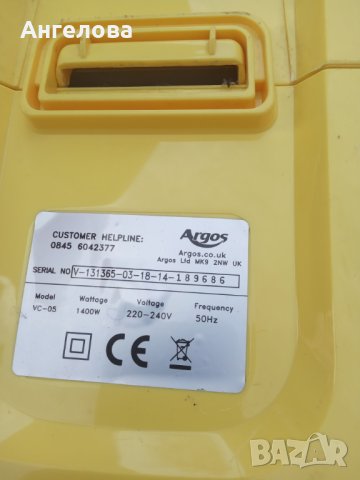 Ангелова
CUSTOMER HELPLINE:
0845 6042377
Argos
Argos.co.uk
Argos Ltd MK9 2NW UK
SERIAL NO V-131365-03-18-14-189686
Model Wattage Voltage Frequency
VC-05 1400W 220-240V 50Hz
CE
BAZAR